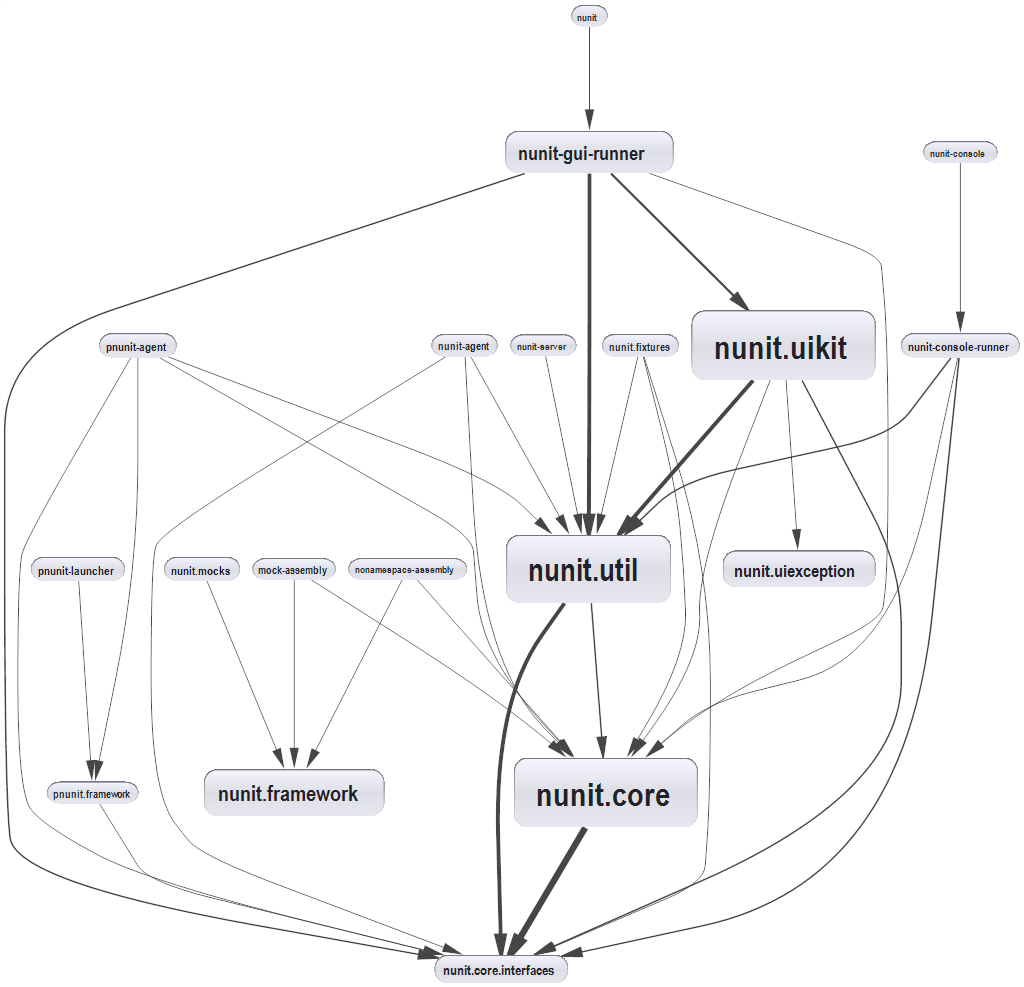 nunit
nunit-gui-runner
nunit-console
pnunit-agent
nunit-agent
nunit-server
nunit.fixtures
nunit.uikit
nunit-console-runner
pnunit-launcher
nunit.mocks
mock-assembly
nonamespace-assembly
nunit.util
nunit.uiexception
pnunit.framework
nunit.framework
nunit.core
nunit.core.interfaces